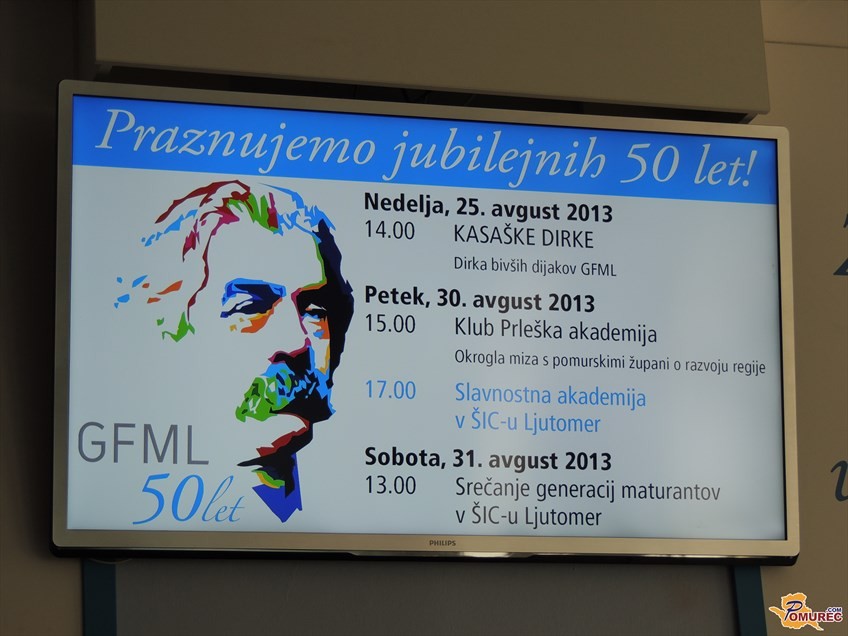 Praznujemo jubilejnih 50 let!
Nedelja, 25. avgust 2013
14.00 KASAŠKE DIRKE
Dirka bivših dijakov GFML
Petek, 30. avgust 2013
15.00 Klub Prleška akademija
Okrogla miza s pomurskimi župani o razvoju regije
17.00 Slavnostna akademija
v ŠIC-u Ljutomer
Sobota, 31. avgust 2013
13.00 Srečanje generacij maturantov
v ŠIC-u Ljutomer
GFML
50let
PHILIPS
POMUREC.COM